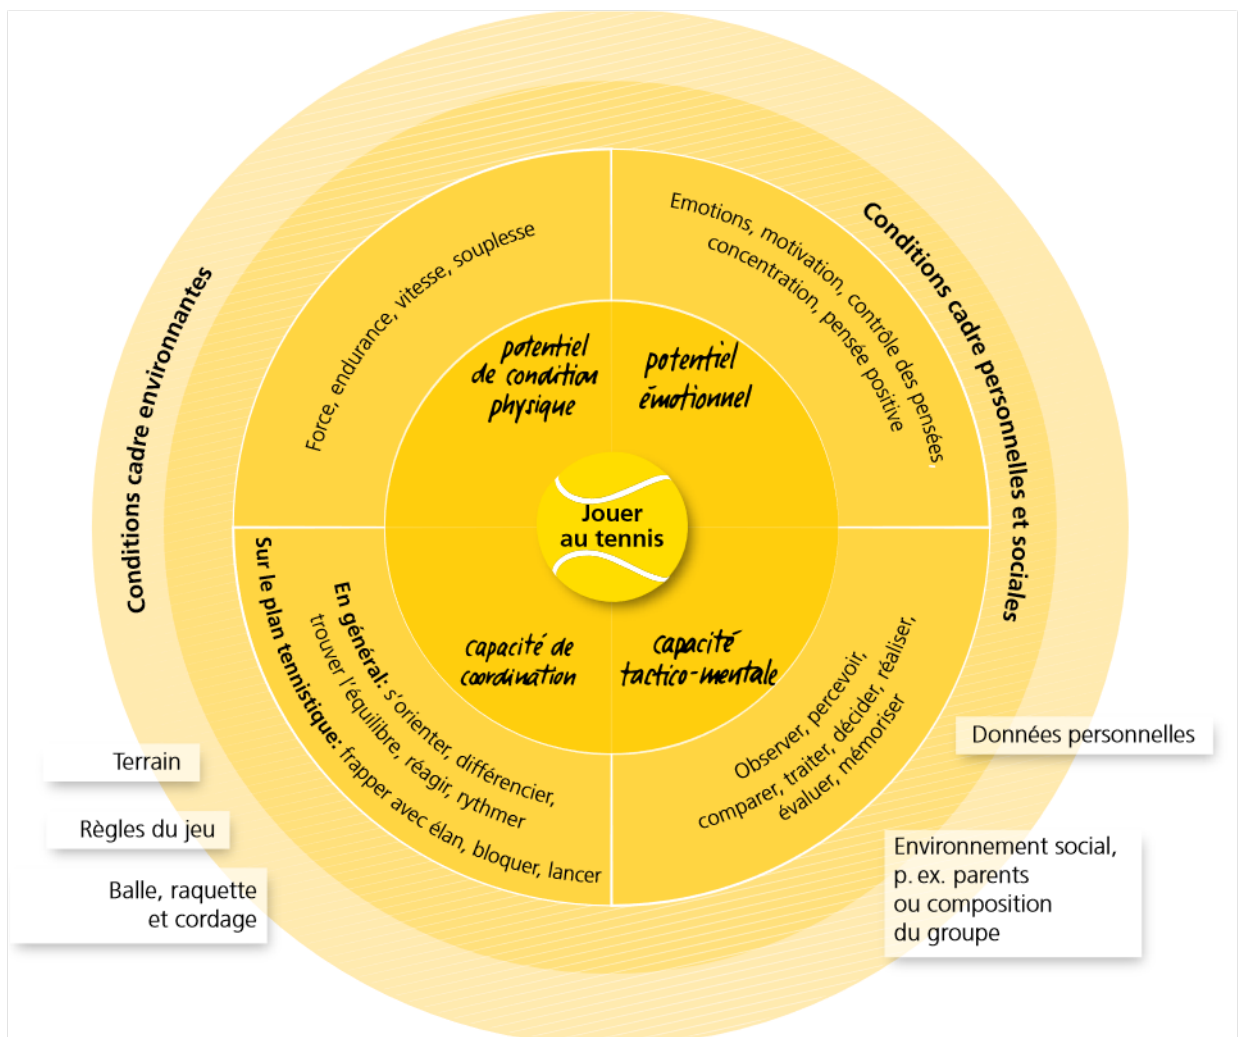 Conditions cadre environnantes
Conditions cadre personnelles et sociales
Force, endurance, vitesse, souplesse
Emotions, motivation, contrôle des pensées,
concentration, pensée positive
potentiel
de condition
physique
potentiel
émotionnel
Jouer
au tennis
capacité de
coordination
capacité
tactico-mentale
En général: s'orienter, différencier,
trouver l'équilibre, réagir, rythmer
Sur le plan tennistique: frapper avec élan, bloquer, lancer
Observer, percevoir,
comparer, traiter, décider, réaliser,
évaluer, mémoriser
Terrain
Règles du jeu
Balle, raquette
et cordage
Données personnelles
Environnement social,
p. ex. parents
ou composition
du groupe